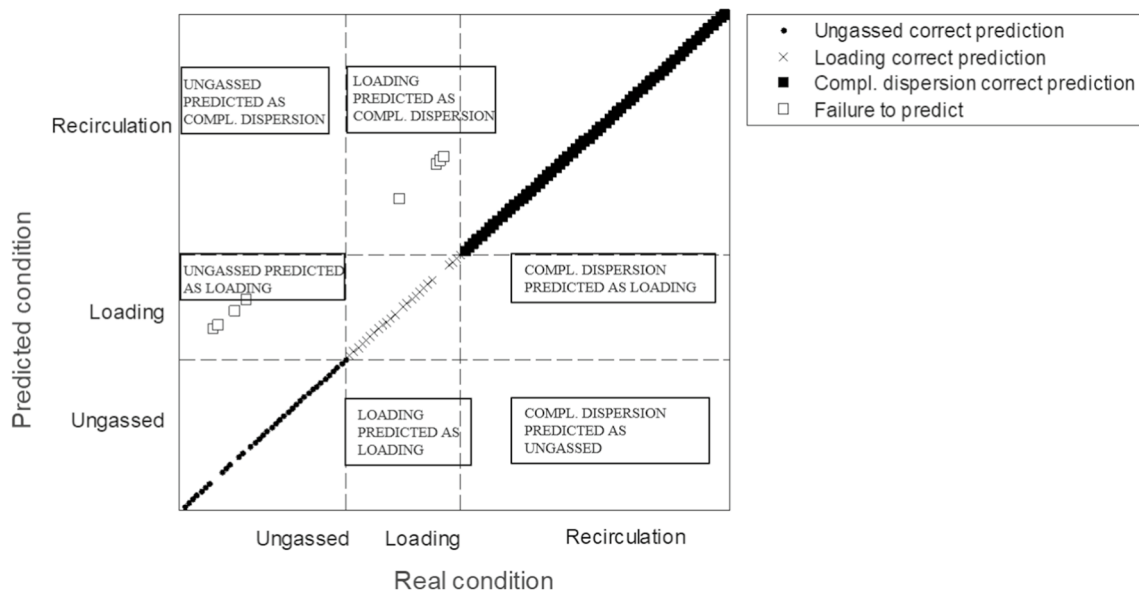 Ungassed correct prediction
Loading correct prediction
Compl. dispersion correct prediction
Failure to predict
UNGASSED
PREDICTED AS
COMPL. DISPERSION
LOADING
PREDICTED AS
COMPL. DISPERSION
Recirculation
UNGASSED PREDICTED
AS LOADING
COMPL. DISPERSION
PREDICTED AS LOADING
Loading
Predicted condition
Ungassed
LOADING
PREDICTED AS
LOADING
COMPL. DISPERSION
PREDICTED AS
UNGASSED
Ungassed
Loading
Recirculation
Real condition